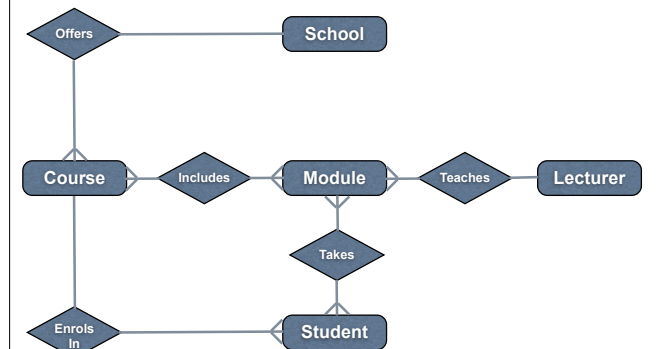 Offers
School
Course
Includes
Module
Teaches
Lecturer
Takes
Enrols
In
Student